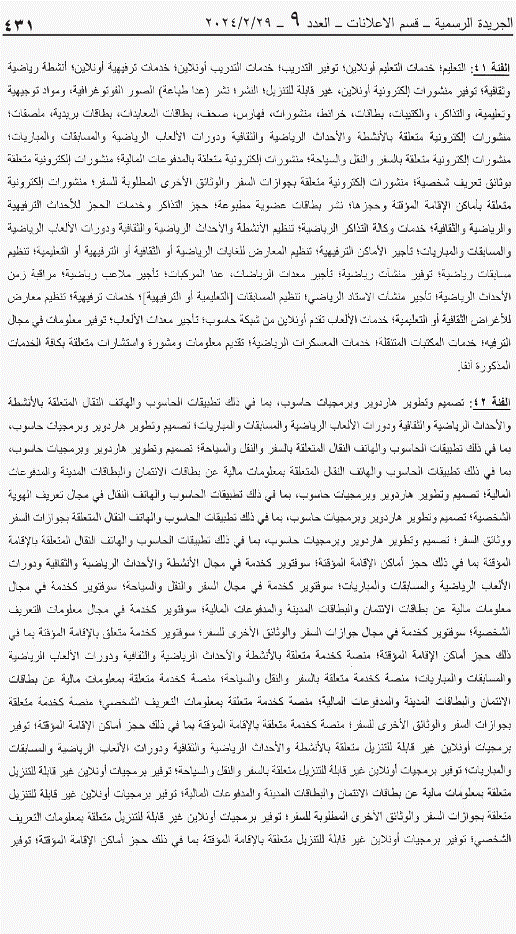 الجريدة الرسمية – قسم الاعلانات – العدد ٩ – ٢٠٢٤/٢/٢٩ ٤٣١
الفئة ٤١: التعليم؛ خدمات التعليم أونلاين؛ توفير التدريب؛ خدمات التدريب أونلاين؛ خدمات ترفيهية أونلاين؛ أنشطة رياضية
وثقافية؛ توفير منشورات إلكترونية أونلاين، غير قابلة للتنزيل؛ النشر؛ نشر (عدا طباعة) الصور الفوتوغرافية، ومواد توجيهية
وتعليمية، والتذاكر، والكتيبات، بطاقات، خرائط، منشورات، فهارس، صحف، بطاقات المعايدات، بطاقات بريدية، ملصقات؛
منشورات إلكترونية متعلقة بالأنشطة والأحداث الرياضية والثقافية ودورات الألعاب الرياضية والمسابقات والمباريات؛
منشورات إلكترونية متعلقة بالسفر والنقل والسياحة؛ منشورات إلكترونية متعلقة بالمدفوعات المالية؛ منشورات إلكترونية متعلقة
بوثائق تعريف شخصية؛ منشورات إلكترونية متعلقة بجوازات السفر والوثائق الأخرى المطلوبة للسفر؛ منشورات إلكترونية
متعلقة بأماكن الإقامة المؤقتة وحجزها؛ نشر بطاقات عضوية مطبوعة؛ حجز التذاكر وخدمات الحجز للأحداث الترفيهية
والرياضية والثقافية؛ خدمات وكالة التذاكر الرياضية؛ تنظيم الأنشطة والأحداث الرياضية والثقافية ودورات الألعاب الرياضية
والمسابقات والمباريات؛ تأجير الأماكن الترفيهية؛ تنظيم المعارض للغايات الرياضية أو الثقافية أو الترفيهية أو التعليمية؛ تنظيم
مسابقات رياضية؛ توفير منشآت رياضية؛ تأجير معدات الرياضات، عدا المركبات؛ تأجير ملاعب رياضية؛ مراقبة زمن
الأحداث الرياضية؛ تأجير منشآت الاستاد الرياضي؛ تنظيم المسابقات [التعليمية أو الترفيهية]؛ خدمات ترفيهية؛ تنظيم معارض
للأغراض الثقافية أو التعليمية؛ خدمات الألعاب تقدم أونلاين من شبكة حاسوب؛ تأجير معدات الألعاب؛ توفير معلومات في مجال
الترفيه؛ خدمات المكتبات المتنقلة؛ خدمات المعسكرات الرياضية؛ تقديم معلومات ومشورة واستشارات متعلقة بكافة الخدمات
المذكورة آنفا.
الفئة ٤٢: تصميم وتطوير هاردوير وبرمجيات حاسوب، بما في ذلك تطبيقات الحاسوب والهاتف النقال المتعلقة بالأنشطة
والأحداث الرياضية والثقافية ودورات الألعاب الرياضية والمسابقات والمباريات؛ تصميم وتطوير هاردوير وبرمجيات حاسوب،
بما في ذلك تطبيقات الحاسوب والهاتف النقال المتعلقة بالسفر والنقل والسياحة؛ تصميم وتطوير هاردوير وبرمجيات حاسوب،
بما في ذلك تطبيقات الحاسوب والهاتف النقال المتعلقة بمعلومات مالية عن بطاقات الائتمان والبطاقات المدينة والمدفوعات
المالية؛ تصميم وتطوير هاردوير وبرمجيات حاسوب، بما في ذلك تطبيقات الحاسوب والهاتف النقال في مجال تعريف الهوية
الشخصية؛ تصميم وتطوير هاردوير وبرمجيات حاسوب، بما في ذلك تطبيقات الحاسوب والهاتف النقال المتعلقة بجوازات السفر
ووثائق السفر؛ تصميم وتطوير هاردوير وبرمجيات حاسوب، بما في ذلك تطبيقات الحاسوب والهاتف النقال المتعلقة بالإقامة
المؤقتة بما في ذلك حجز أماكن الإقامة المؤقتة؛ سوفتوير كخدمة في مجال الأنشطة والأحداث الرياضية والثقافية ودورات
الألعاب الرياضية والمسابقات والمباريات؛ سوفتوير كخدمة في مجال السفر والنقل والسياحة؛ سوفتوير كخدمة في مجال
معلومات مالية عن بطاقات الائتمان والبطاقات المدينة والمدفوعات المالية؛ سوفتوير كخدمة في مجال معلومات التعريف
الشخصية؛ سوفتوير كخدمة في مجال جوازات السفر والوثائق الأخرى للسفر؛ سوفتوير كخدمة متعلق بالإقامة المؤقتة بما في
ذلك حجز أماكن الإقامة المؤقتة؛ منصة كخدمة متعلقة بالأنشطة والأحداث الرياضية والثقافية ودورات الألعاب الرياضية
والمسابقات والمباريات؛ منصة كخدمة متعلقة بالسفر والنقل والسياحة؛ منصة كخدمة متعلقة بمعلومات مالية عن بطاقات
الائتمان والبطاقات المدينة والمدفوعات المالية؛ منصة كخدمة متعلقة بمعلومات التعريف الشخصي؛ منصة كخدمة متعلقة
بجوازات السفر والوثائق الأخرى للسفر؛ منصة كخدمة متعلقة بالإقامة المؤقتة بما في ذلك حجز أماكن الإقامة المؤقتة؛ توفير
برمجيات أونلاين غير قابلة للتنزيل متعلقة بالأنشطة والأحداث الرياضية والثقافية ودورات الألعاب الرياضية والمسابقات
والمباريات؛ توفير برمجيات أونلاين غير قابلة للتنزيل متعلقة بالسفر والنقل والسياحة؛ توفير برمجيات أونلاين غير قابلة للتنزيل
متعلقة بمعلومات مالية عن بطاقات الائتمان والبطاقات المدينة والمدفوعات المالية؛ توفير برمجيات أونلاين غير قابلة للتنزيل
متعلقة بجوازات السفر والوثائق الأخرى المطلوبة للسفر؛ توفير برمجيات أونلاين غير قابلة للتنزيل متعلقة بمعلومات التعريف
الشخصي؛ توفير برمجيات أونلاين غير قابلة للتنزيل متعلقة بالإقامة المؤقتة بما في ذلك حجز أماكن الإقامة المؤقتة؛ توفير